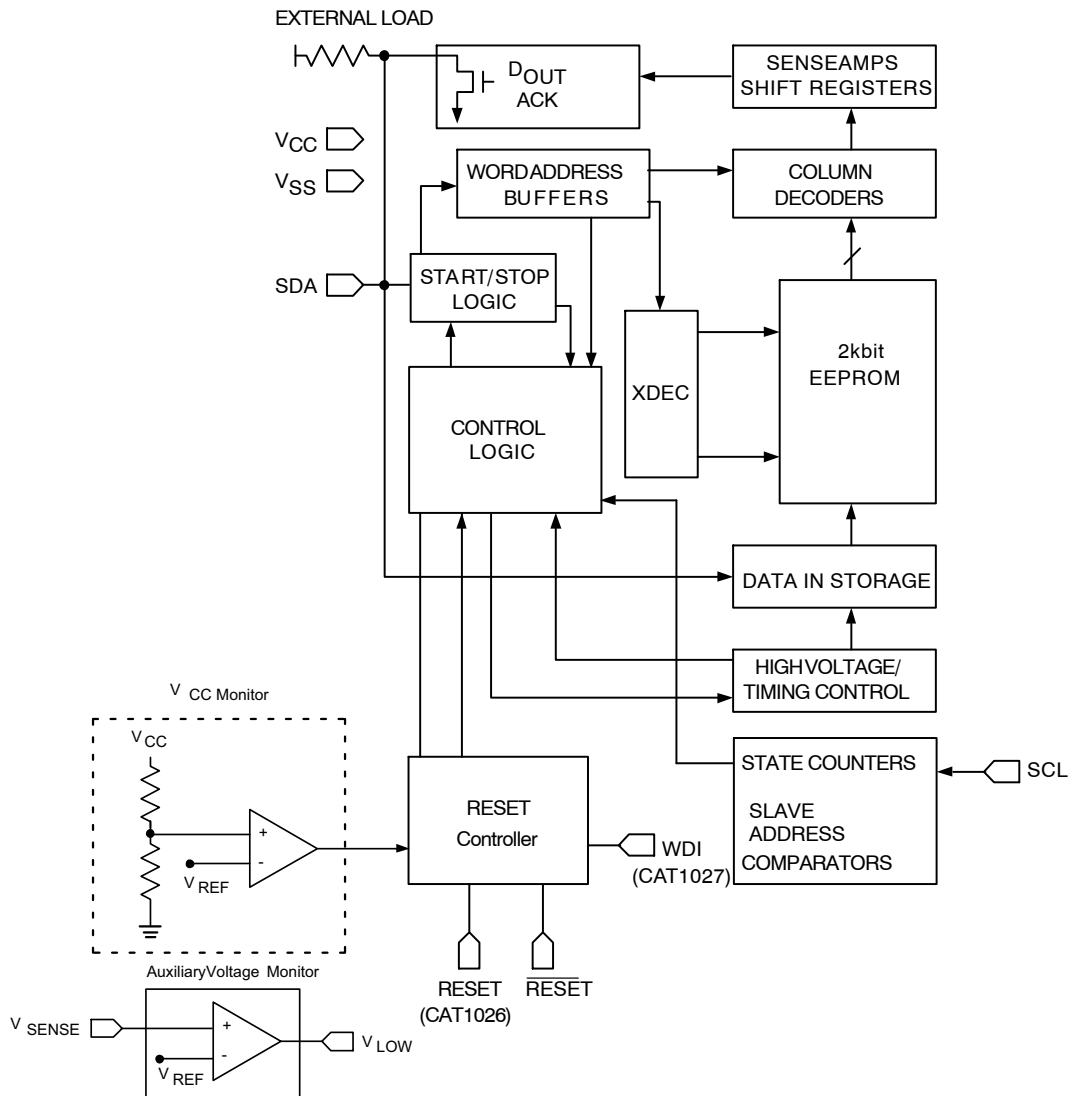 EXTERNAL LOAD
DOUT
ACK
SENSEAMPS
SHIFT REGISTERS
VCC
VSS
WORDADDRESS
BUFFERS
COLUMN
DECODERS
SDA
START/STOP
LOGIC
XDEC
2kbit
EEPROM
CONTROL
LOGIC
DATA IN STORAGE
HIGHVOLTAGE/
TIMING CONTROL
V CC Monitor
VCC
+
-
VREF
RESET
Controller
WDI
(CAT1027)
STATE COUNTERS
SLAVE
ADDRESS
COMPARATORS
SCL
RESET
(CAT1026)
RESET
AuxiliaryVoltage Monitor
V SENSE
+
-
VREF
V LOW